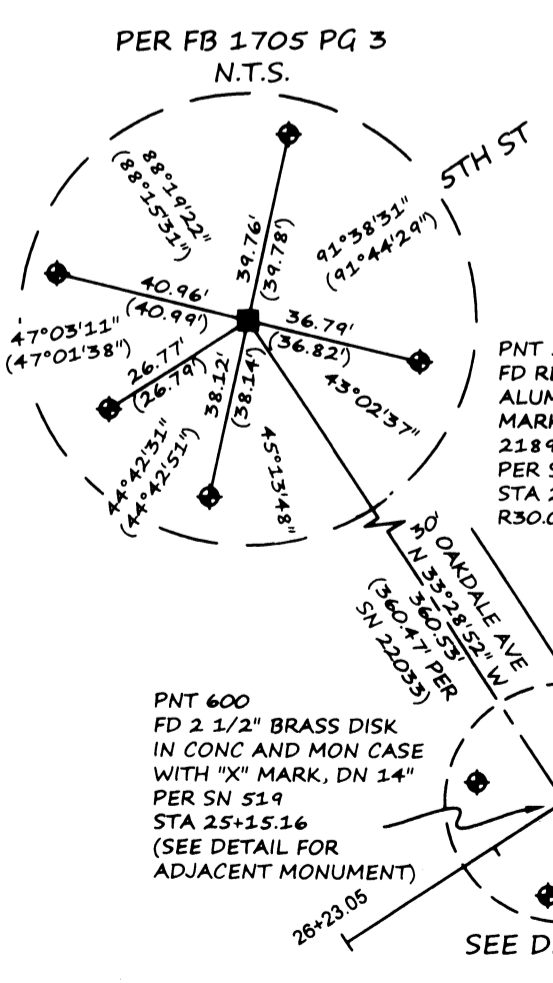 PER FB 1705 PG 3
N.T.S.
5TH ST
88°19'22"
(88°15'31")
39.76'
(39.78')
91°38'31"
(91°44'29")
40.96'
(40.99')
36.79'
(36.82')
47°03'11"
(47°01'38")
26.77'
(26.79')
38.12'
(38.14')
43°02'37"
44°42'31"
(44°42'51")
45°13'48"
PNT
FD
ALUM
MARK
2189
PER
STA
R30.0
30
OAKDALE AVE
N 33°28'52" W
360.53'
(360.47' PER
SN 22033)
PNT 600
FD 2 1/2" BRASS DISK
IN CONC AND MON CASE
WITH "X" MARK, DN 14"
PER SN 519
STA 25+15.16
(SEE DETAIL FOR
ADJACENT MONUMENT)
26+23.05
SEE D